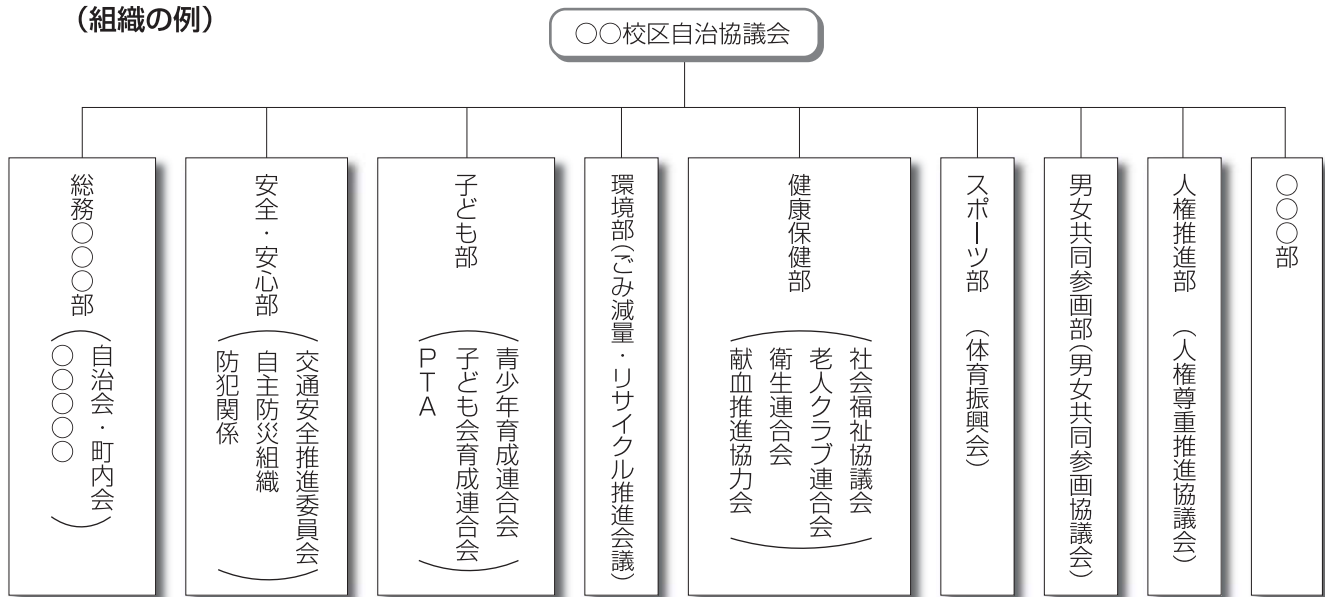 （組織の例）
○○校区自治協議会
総務○○○部
（自治会・町内会
○○○○○）
安全・安心部
（交通安全推進委員会
自主防災組織
防犯関係）
子ども部
（青少年育成連合会
子ども会育成連合会
PTA）
環境部（ごみ減量・リサイクル推進会議）
健康保健部
（社会福祉協議会
老人クラブ連合会
衛生連合会
献血推進協力会）
スポーツ部　（体育振興会）
男女共同参画部（男女共同参画協議会）
人権推進部　（人権尊重推進協議会）
○○○部